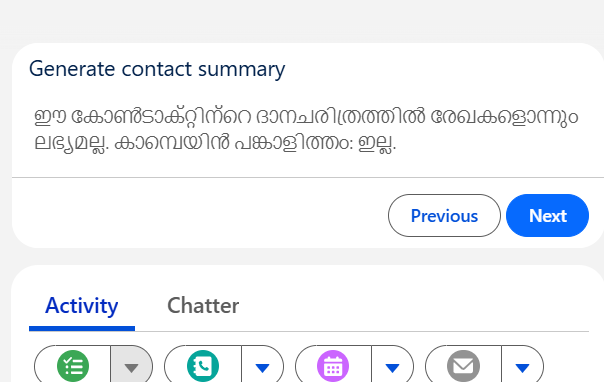 Generate contact summary
ഈ കോൺടാക്റ്റിന്റെ ദാനചരിത്രത്തിൽ രേഖകളൊന്നും
ലഭ്യമല്ല. കാമ്പെയിൻ പങ്കാളിത്തം: ഇല്ല.
Previous
Next
Activity
Chatter